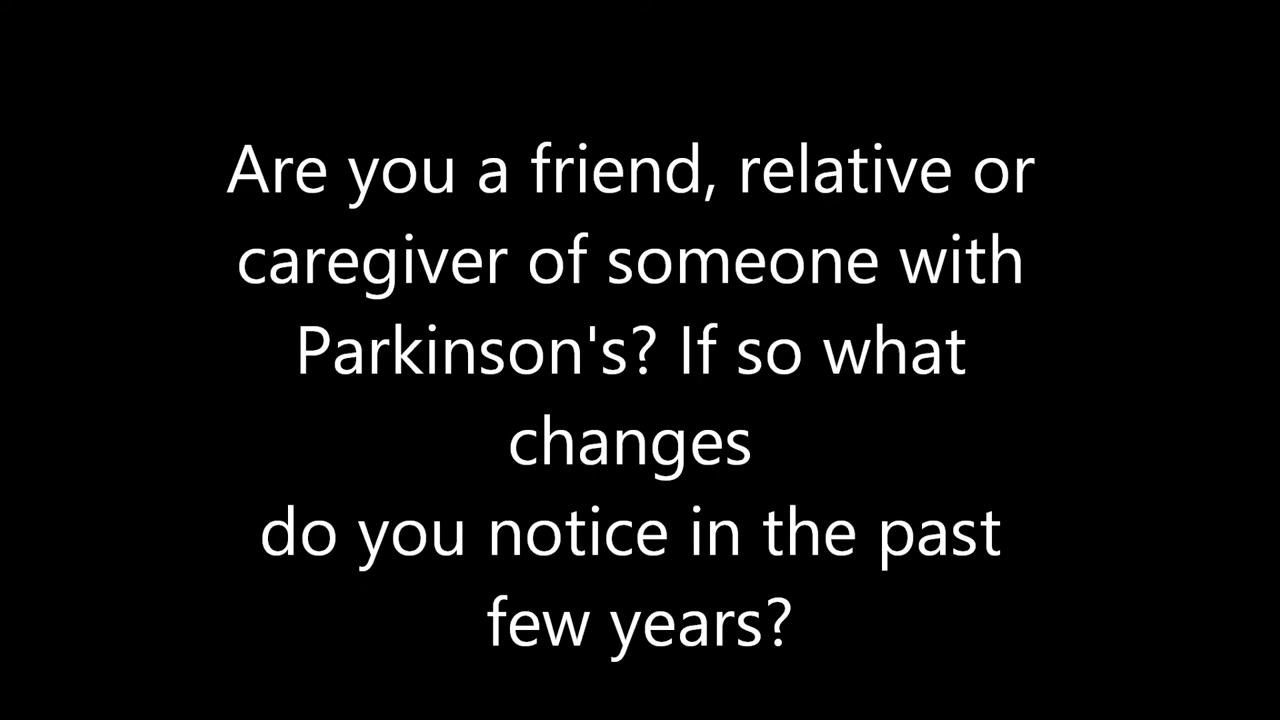 Are you a friend, relative or
caregiver of someone with
Parkinson's? If so what
changes
do you notice in the past
few years?